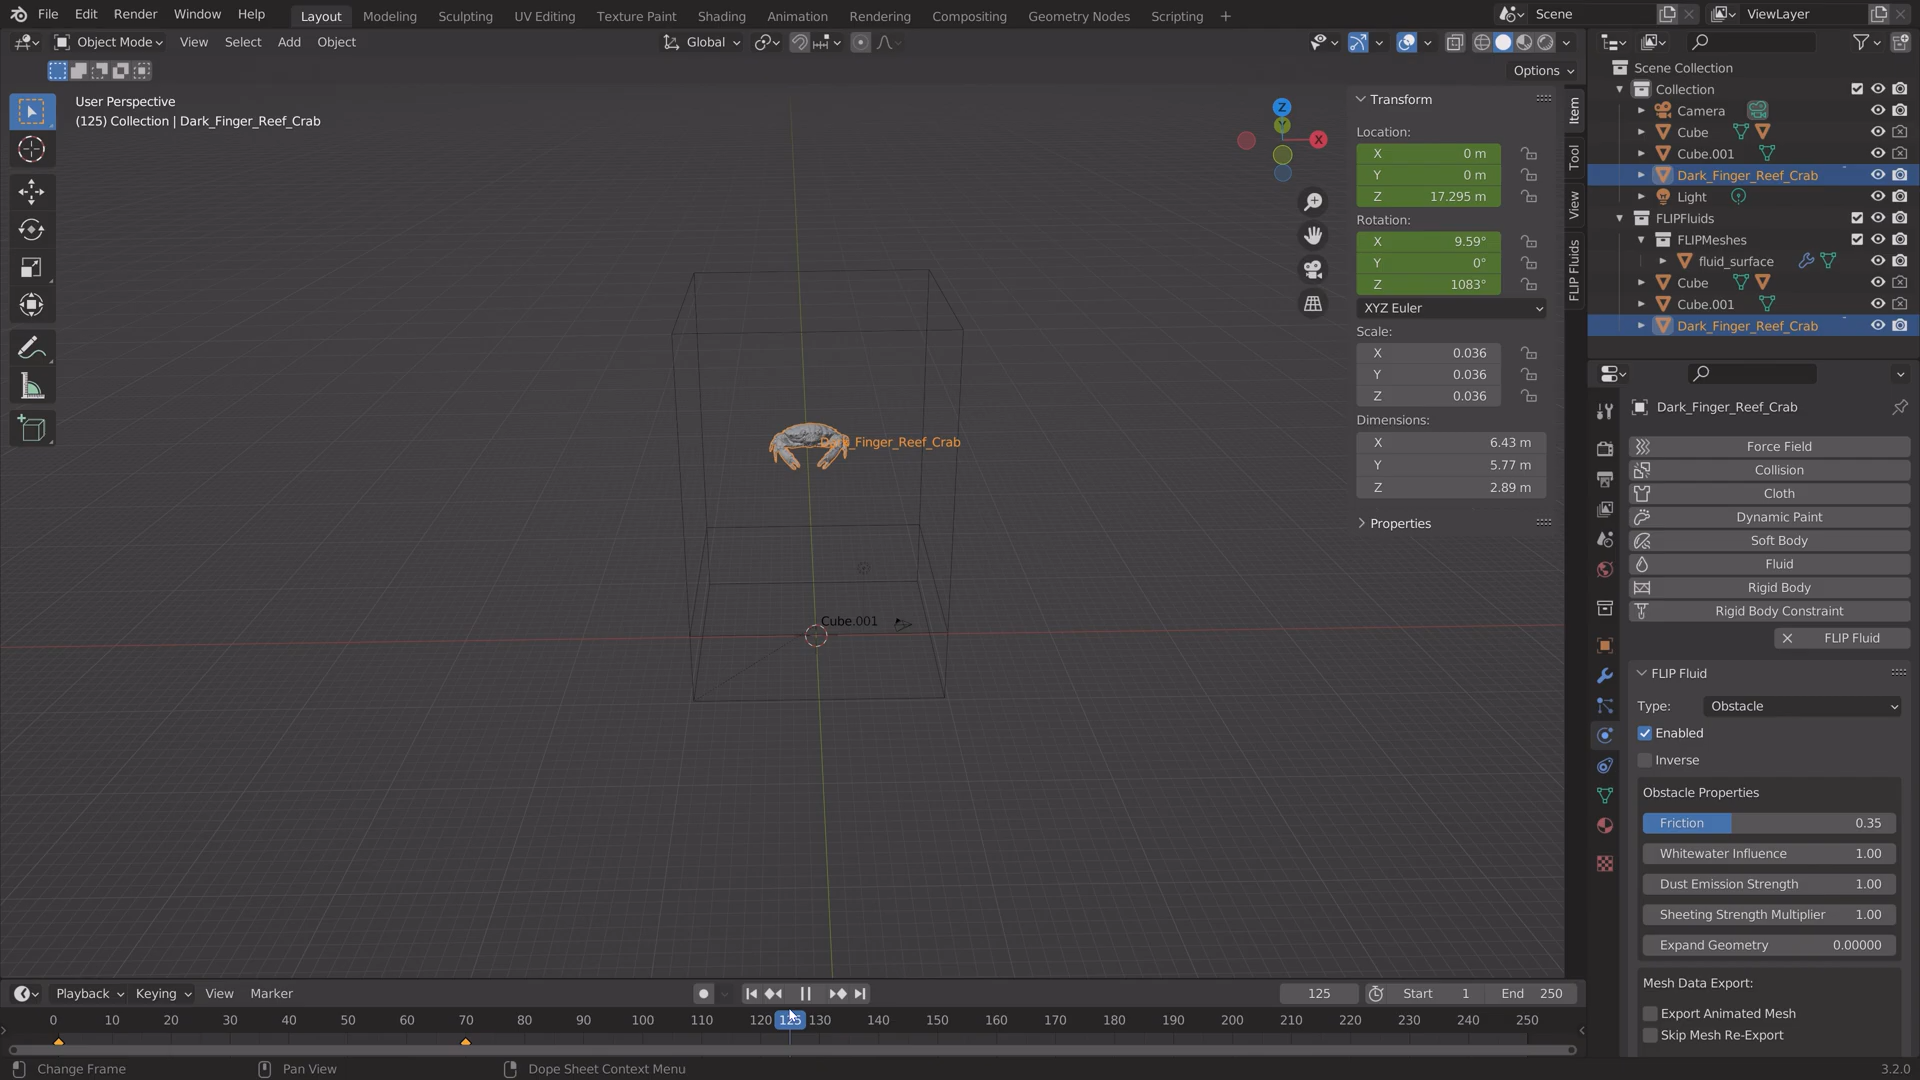 File Edit Render Window Help Layout Modeling Sculpting UV Editing Texture Paint Shading Animation Rendering Compositing Geometry Nodes Scripting + Scene ViewLayer
Object Mode View Select Add Object Global
Options
User Perspective
(125) Collection | Dark_Finger_Reef_Crab
Z
Y
X
Dark_Finger_Reef_Crab
Cube.001
Transform
Location:
X 0 m
Y 0 m
Z 17.295 m
Rotation:
X 9.59°
Y 0°
Z 1083°
XYZ Euler
Scale:
X 0.036
Y 0.036
Z 0.036
Dimensions:
X 6.43 m
Y 5.77 m
Z 2.89 m
Properties
Item
Tool
View
FLIP Fluids
Scene Collection
Collection
Camera
Cube
Cube.001
Dark_Finger_Reef_Crab
Light
FLIPFluids
FLIPMeshes
fluid_surface
Cube
Cube.001
Dark_Finger_Reef_Crab
Dark_Finger_Reef_Crab
Force Field
Collision
Cloth
Dynamic Paint
Soft Body
Fluid
Rigid Body
Rigid Body Constraint
FLIP Fluid
FLIP Fluid
Type: Obstacle
Enabled
Inverse
Obstacle Properties
Friction 0.35
Whitewater Influence 1.00
Dust Emission Strength 1.00
Sheeting Strength Multiplier 1.00
Expand Geometry 0.00000
Mesh Data Export:
Export Animated Mesh
Skip Mesh Re-Export
Playback Keying View Marker 125 Start 1 End 250
0 10 20 30 40 50 60 70 80 90 100 110 120 125 130 140 150 160 170 180 190 200 210 220 230 240 250
Change Frame Pan View Dope Sheet Context Menu 3.2.0